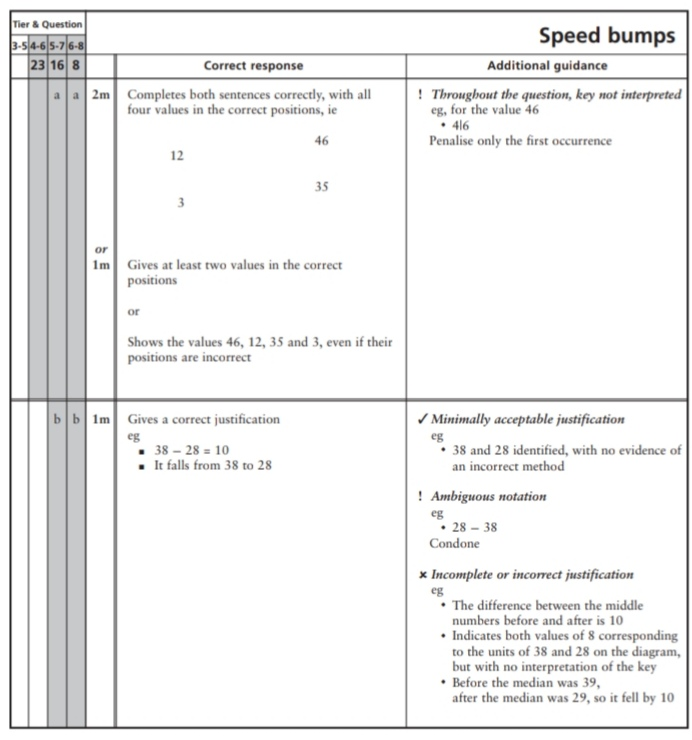 Tier & Question
3-5 4-6 5-7 6-8
Speed bumps
23 16 8
Correct response
Additional guidance
a a 2m
Completes both sentences correctly, with all
four values in the correct positions, ie
46
12
35
3
or
1m
Gives at least two values in the correct
positions
or
Shows the values 46, 12, 35 and 3, even if their
positions are incorrect
! Throughout the question, key not interpreted
eg, for the value 46
• 4|6
Penalise only the first occurrence
b b 1m
Gives a correct justification
eg
■ 38 – 28 = 10
■ It falls from 38 to 28
✓ Minimally acceptable justification
eg
• 38 and 28 identified, with no evidence of
an incorrect method
! Ambiguous notation
eg
• 28 – 38
Condone
× Incomplete or incorrect justification
eg
• The difference between the middle
numbers before and after is 10
• Indicates both values of 8 corresponding
to the units of 38 and 28 on the diagram,
but with no interpretation of the key
• Before the median was 39,
after the median was 29, so it fell by 10